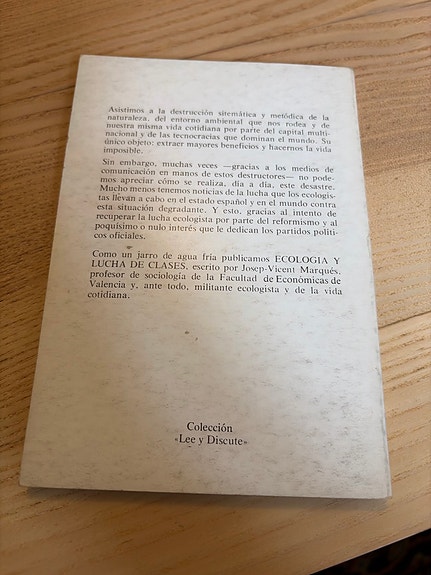 Asistimos a la destrucción sitemática y metódica de la
naturaleza, del entorno ambiental que nos rodea y de
nuestra misma vida cotidiana por parte del capital multi-
nacional y de las tecnocracias que dominan el mundo. Su
único objeto: extraer mayores beneficios y hacernos la vida
imposible.
Sin embargo, muchas veces —gracias a los medios de
comunicación en manos de estos destructores— no po-
demos apreciar cómo se realiza, día a día, este desastre.
Mucho menos tenemos noticias de la lucha que los ecologis-
tas llevan a cabo en el estado español y en el mundo contra
esta situación degradante. Y esto, gracias al intento de
recuperar la lucha ecologista por parte del reformismo y al
poquísimo o nulo interés que le dedican los partidos políti-
cos oficiales.
Como un jarro de agua fría publicamos ECOLOGIA Y
LUCHA DE CLASES, escrito por Josep-Vicent Marqués,
profesor de sociología de la Facultad de Económicas de
Valencia y, ante todo, militante ecologista y de la vida
cotidiana.
Colección
«Lee y Discute»